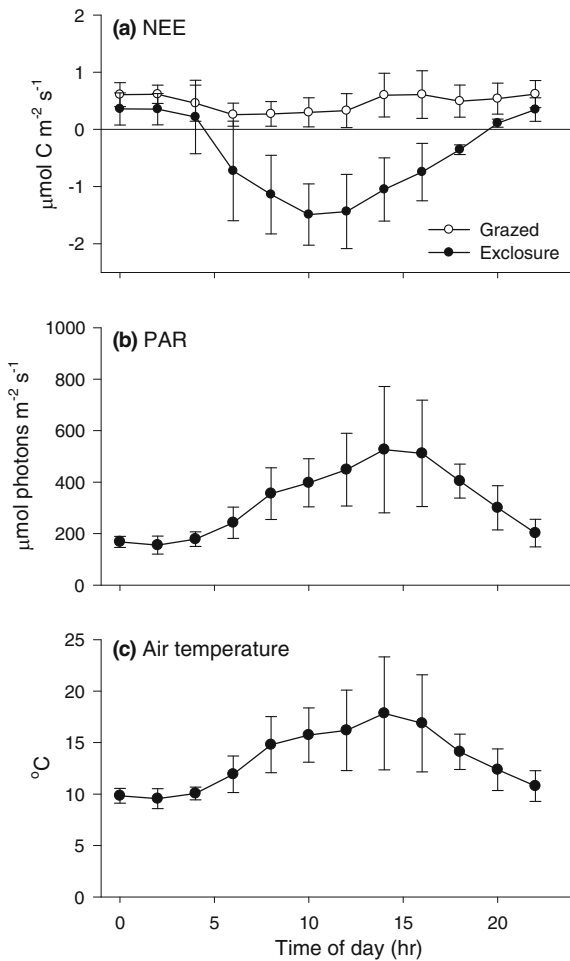 (a) NEE
2
1
0
-1
-2
μmol C m-2 s-1
Grazed
Exclosure
(b) PAR
1000
800
600
400
200
0
μmol photons m-2 s-1
(c) Air temperature
25
20
15
10
5
0
oC
0 5 10 15 20
Time of day (hr)